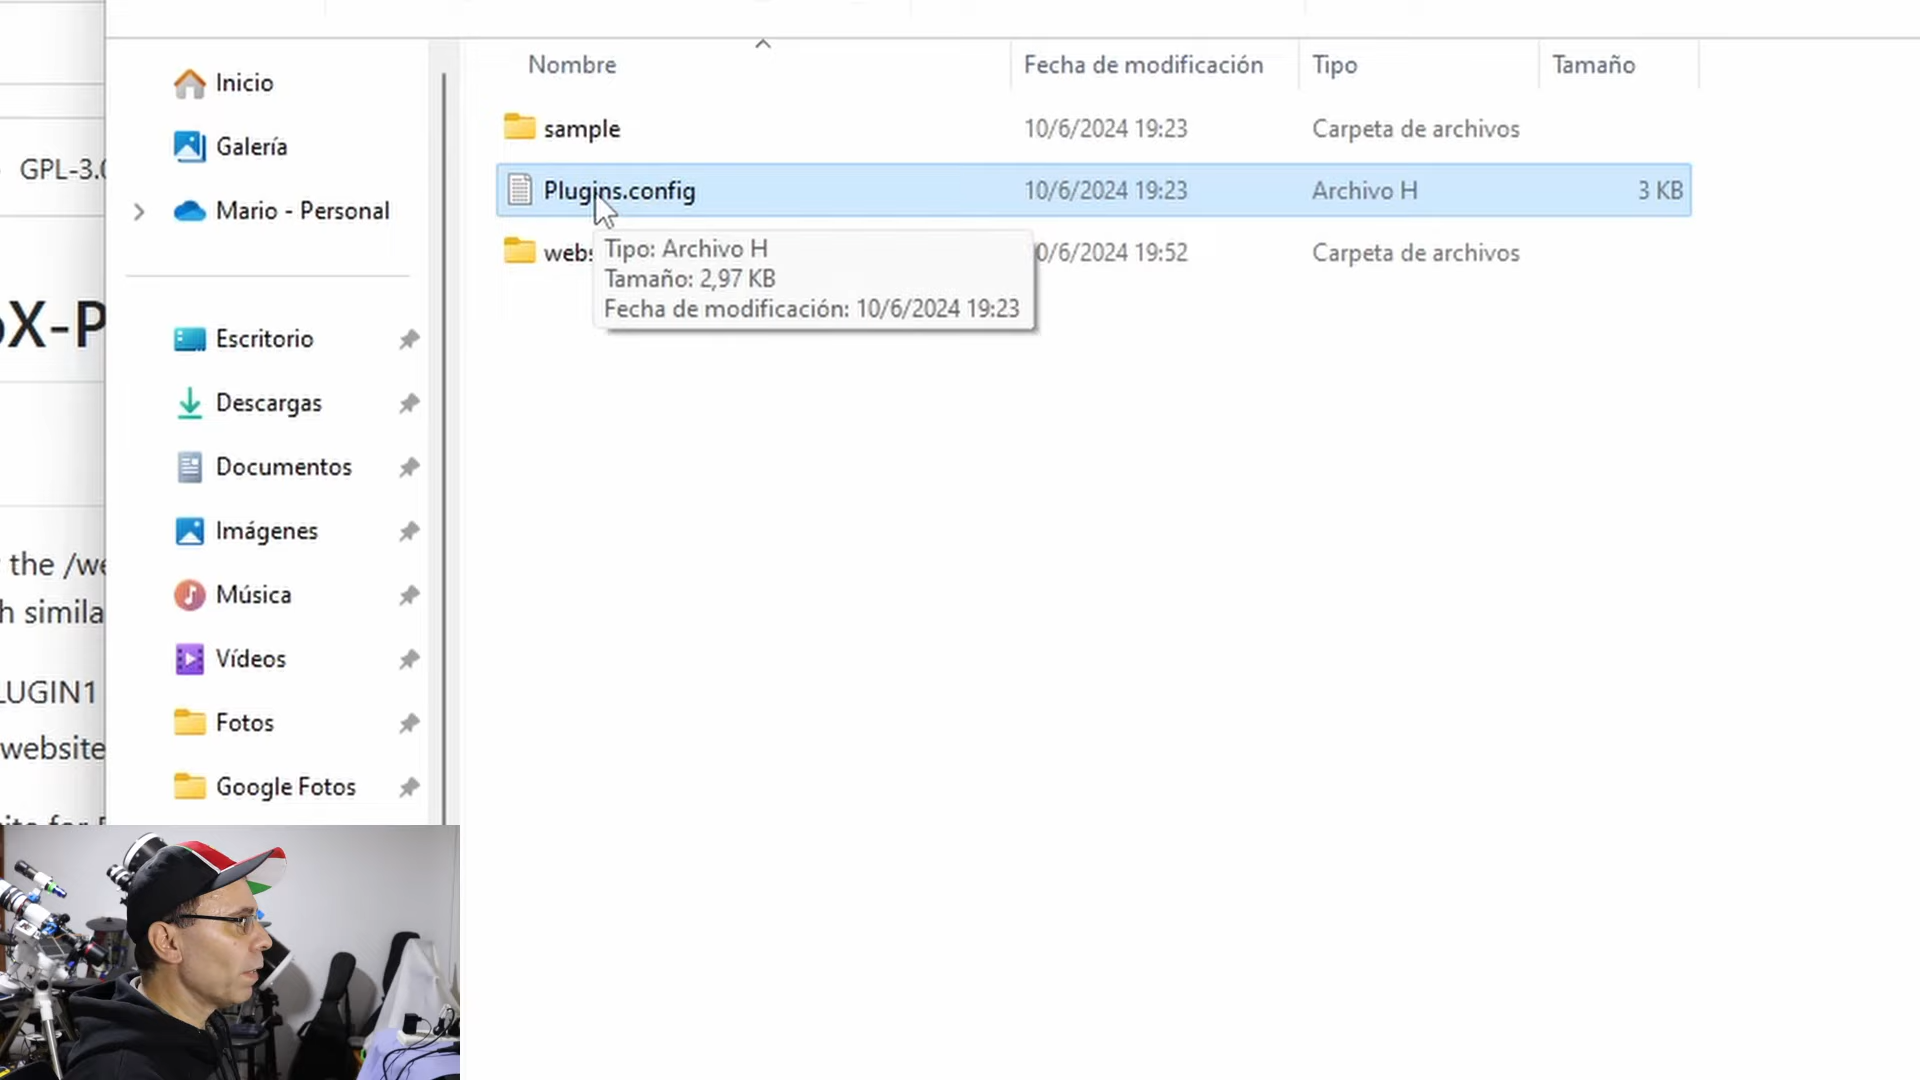 Nombre
Fecha de modificación
Tipo
Tamaño
Inicio
Galería
Mario - Personal
Escritorio
Descargas
Documentos
Imágenes
Música
Vídeos
Fotos
Google Fotos
sample
10/6/2024 19:23
Carpeta de archivos
Plugins.config
10/6/2024 19:23
Archivo H
3 KB
webs
0/6/2024 19:52
Carpeta de archivos
Tipo: Archivo H
Tamaño: 2,97 KB
Fecha de modificación: 10/6/2024 19:23
GPL-3.0
X-P
the /we
h simila
LUGIN1
website